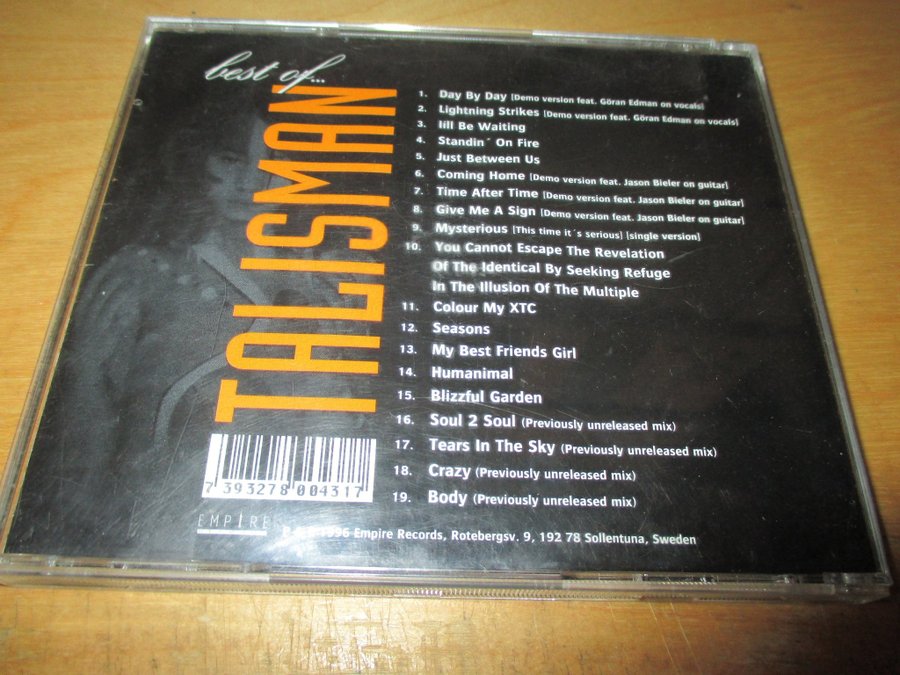 best of...
TALISMAN
1. Day By Day [Demo version feat. Göran Edman on vocals]
2. Lightning Strikes [Demo version feat. Göran Edman on vocals]
3. Iíll Be Waiting
4. Standin´ On Fire
5. Just Between Us
6. Coming Home [Demo version feat. Jason Bieler on guitar]
7. Time After Time [Demo version feat. Jason Bieler on guitar]
8. Give Me A Sign [Demo version feat. Jason Bieler on guitar]
9. Mysterious [This time it´s serious] [single version]
10. You Cannot Escape The Revelation
Of The Identical By Seeking Refuge
In The Illusion Of The Multiple
11. Colour My XTC
12. Seasons
13. My Best Friends Girl
14. Humanimal
15. Blizzful Garden
16. Soul 2 Soul (Previously unreleased mix)
17. Tears In The Sky (Previously unreleased mix)
18. Crazy (Previously unreleased mix)
19. Body (Previously unreleased mix)
7 393278 004317
EMPIRE
1996 Empire Records, Rotebergsv. 9, 192 78 Sollentuna, Sweden